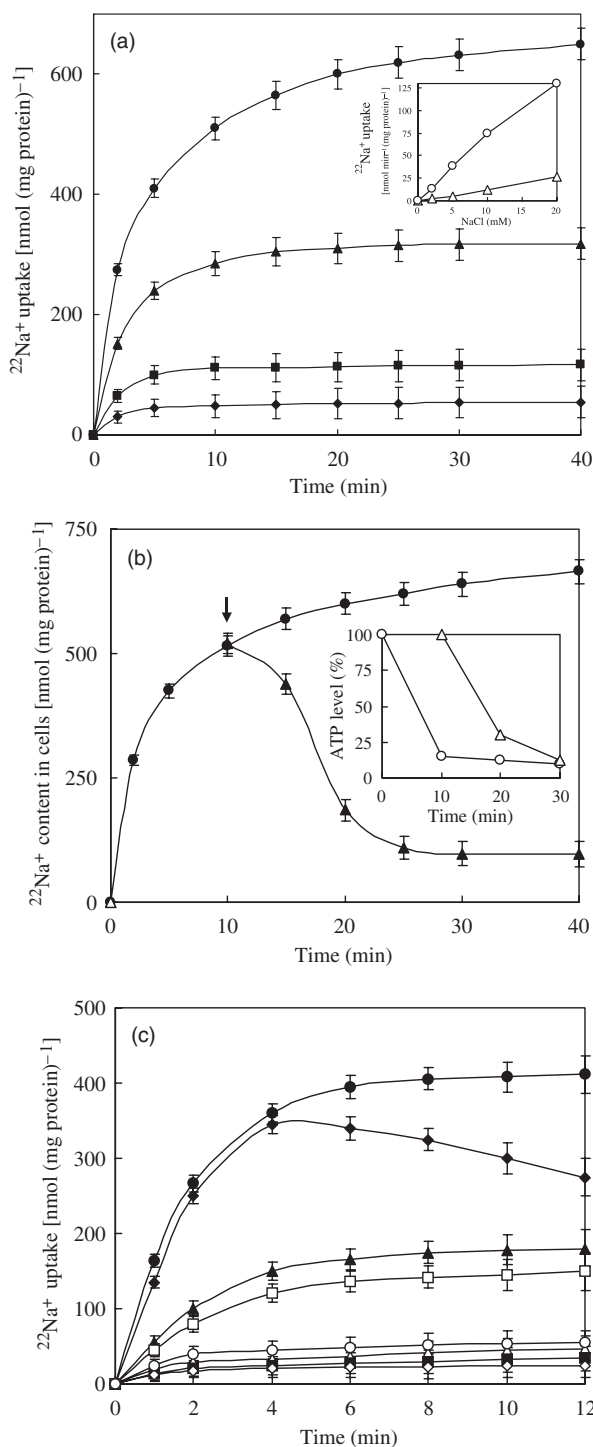 (a)
600
400
200
0
²²Na⁺ uptake [nmol (mg protein)⁻¹]
0 10 20 30 40
Time (min)
²²Na⁺ uptake
[nmol min⁻¹ (mg protein)⁻¹]
125
100
75
50
25
0
0 5 10 15 20
NaCl (mM)
(b)
750
500
250
0
²²Na⁺ content in cells [nmol (mg protein)⁻¹]
0 10 20 30 40
Time (min)
ATP level (%)
100
75
50
25
0
0 10 20 30
Time (min)
(c)
500
400
300
200
100
0
²²Na⁺ uptake [nmol (mg protein)⁻¹]
0 2 4 6 8 10 12
Time (min)